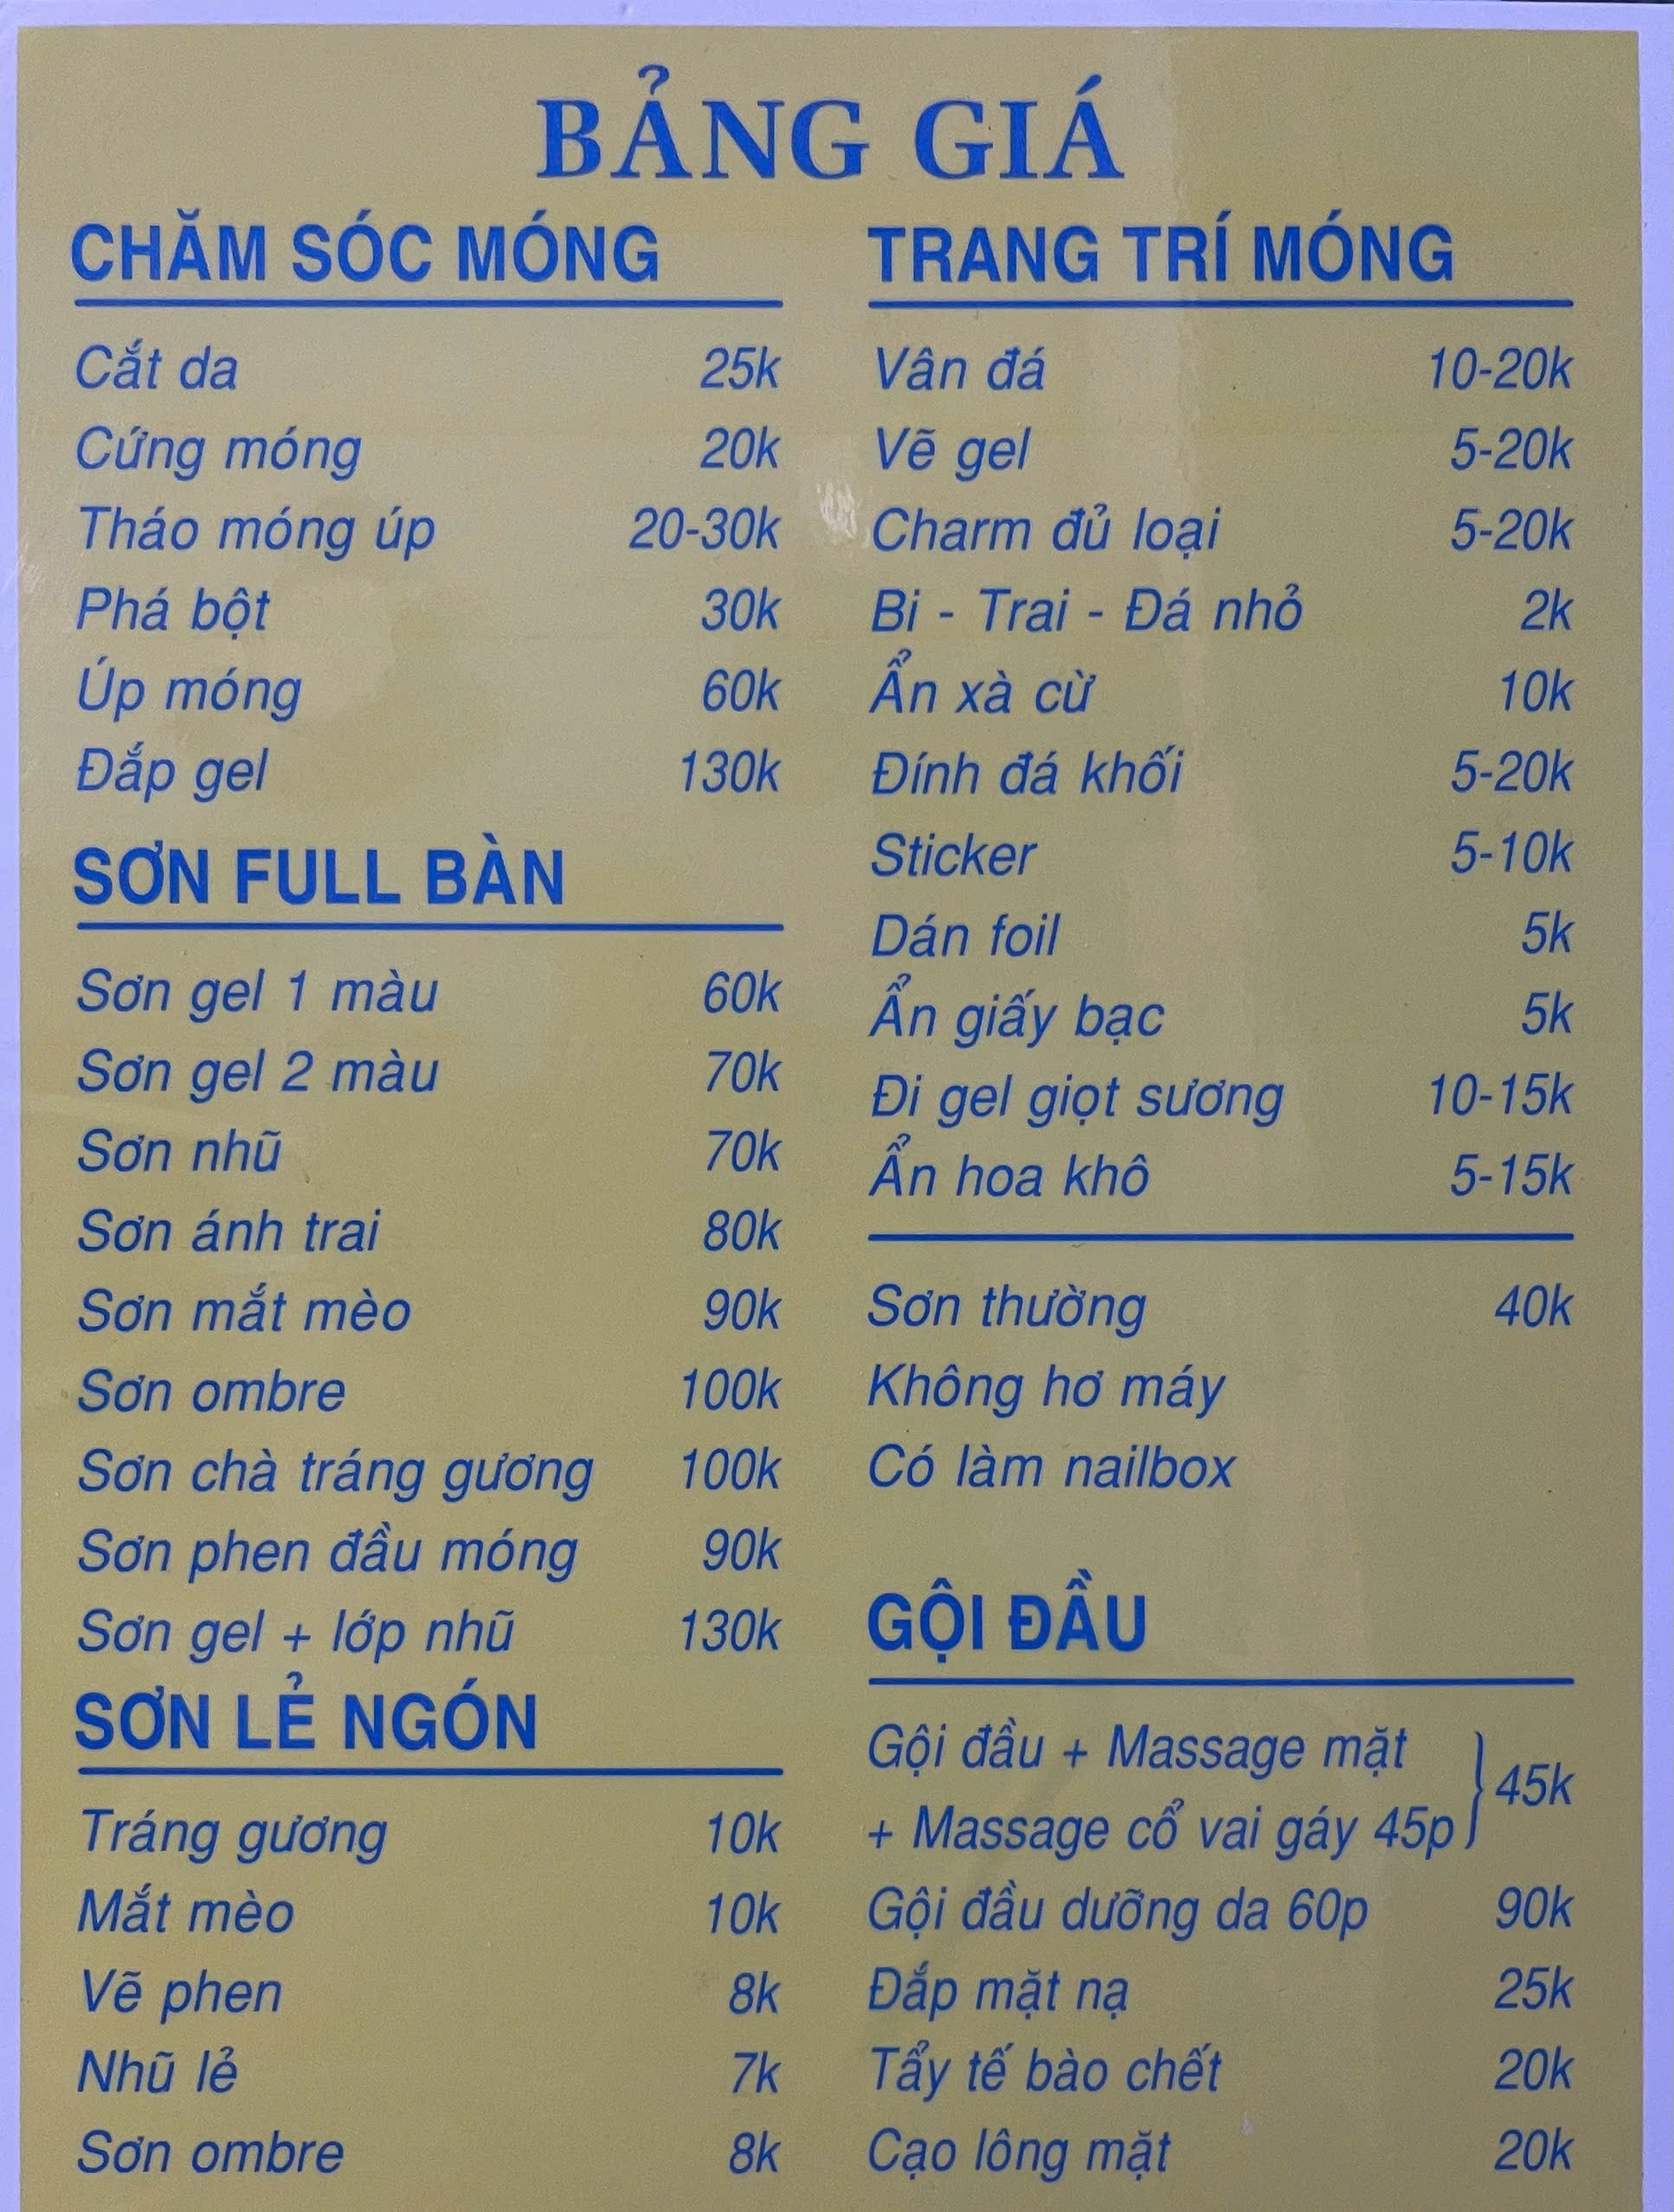 BẢNG GIÁ
CHĂM SÓC MÓNG
Cắt da 25k
Cứng móng 20k
Tháo móng úp 20-30k
Phá bột 30k
Úp móng 60k
Đắp gel 130k
SƠN FULL BÀN
Sơn gel 1 màu 60k
Sơn gel 2 màu 70k
Sơn nhũ 70k
Sơn ánh trai 80k
Sơn mắt mèo 90k
Sơn ombre 100k
Sơn chà tráng gương 100k
Sơn phen đầu móng 90k
Sơn gel + lớp nhũ 130k
SƠN LẺ NGÓN
Tráng gương 10k
Mắt mèo 10k
Vẽ phen 8k
Nhũ lẻ 7k
Sơn ombre 8k
TRANG TRÍ MÓNG
Vân đá 10-20k
Vẽ gel 5-20k
Charm đủ loại 5-20k
Bi - Trai - Đá nhỏ 2k
Ẩn xà cừ 10k
Đính đá khối 5-20k
Sticker 5-10k
Dán foil 5k
Ẩn giấy bạc 5k
Đi gel giọt sương 10-15k
Ẩn hoa khô 5-15k
Sơn thường 40k
Không hơ máy
Có làm nailbox
GỘI ĐẦU
Gội đầu + Massage mặt
+ Massage cổ vai gáy 45p } 45k
Gội đầu dưỡng da 60p 90k
Đắp mặt nạ 25k
Tẩy tế bào chết 20k
Cạo lông mặt 20k